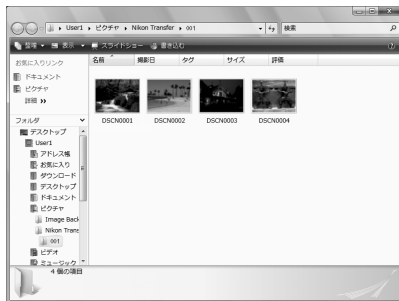 User1 ▸ ピクチャ ▸ Nikon Transfer ▸ 001
検索
整理 表示 スライドショー 書き込む
お気に入りリンク
ドキュメント
ピクチャ
詳細 »
フォルダ
デスクトップ
User1
アドレス帳
お気に入り
ダウンロード
デスクトップ
ドキュメント
ピクチャ
Image Back
Nikon Trans
001
ビデオ
ミュージック
名前 撮影日 タグ サイズ 評価
DSCN0001 DSCN0002 DSCN0003 DSCN0004
4 個の項目